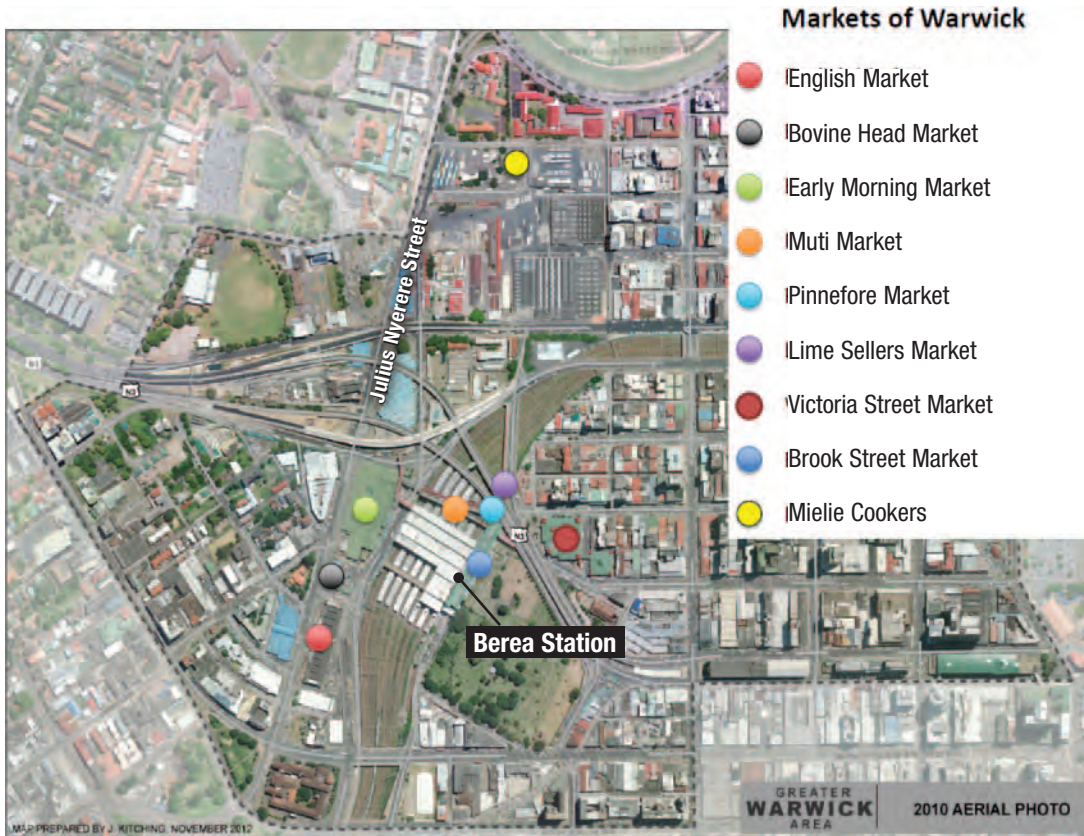 Markets of Warwick
English Market
Bovine Head Market
Early Morning Market
Muti Market
Pinnefore Market
Lime Sellers Market
Victoria Street Market
Brook Street Market
Mielie Cookers
Julius Nyerere Street
N3
N3
N3
Berea Station
GREATER
WARWICK
AREA
2010 AERIAL PHOTO
MAP PREPARED BY J. KITCHING, NOVEMBER 2012